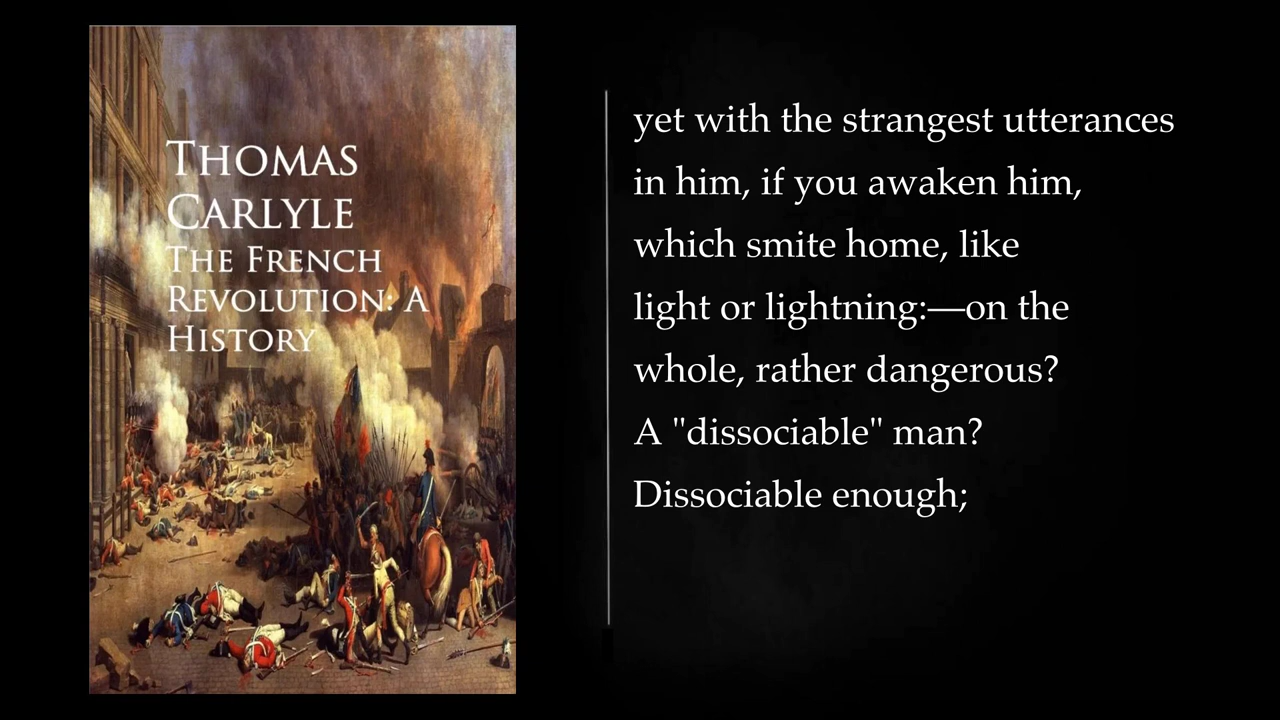 THOMAS
CARLYLE
THE FRENCH
REVOLUTION: A
HISTORY
yet with the strangest utterances
in him, if you awaken him,
which smite home, like
light or lightning:—on the
whole, rather dangerous?
A "dissociable" man?
Dissociable enough;